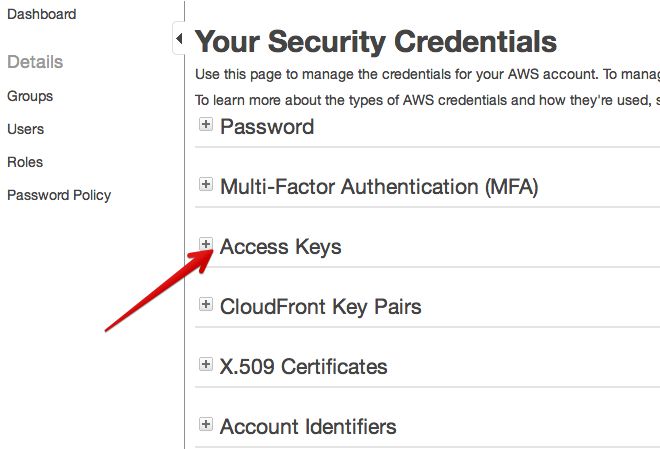 Dashboard
Details
Groups
Users
Roles
Password Policy
Your Security Credentials
Use this page to manage the credentials for your AWS account. To manag
To learn more about the types of AWS credentials and how they're used, s
Password
Multi-Factor Authentication (MFA)
Access Keys
CloudFront Key Pairs
X.509 Certificates
Account Identifiers